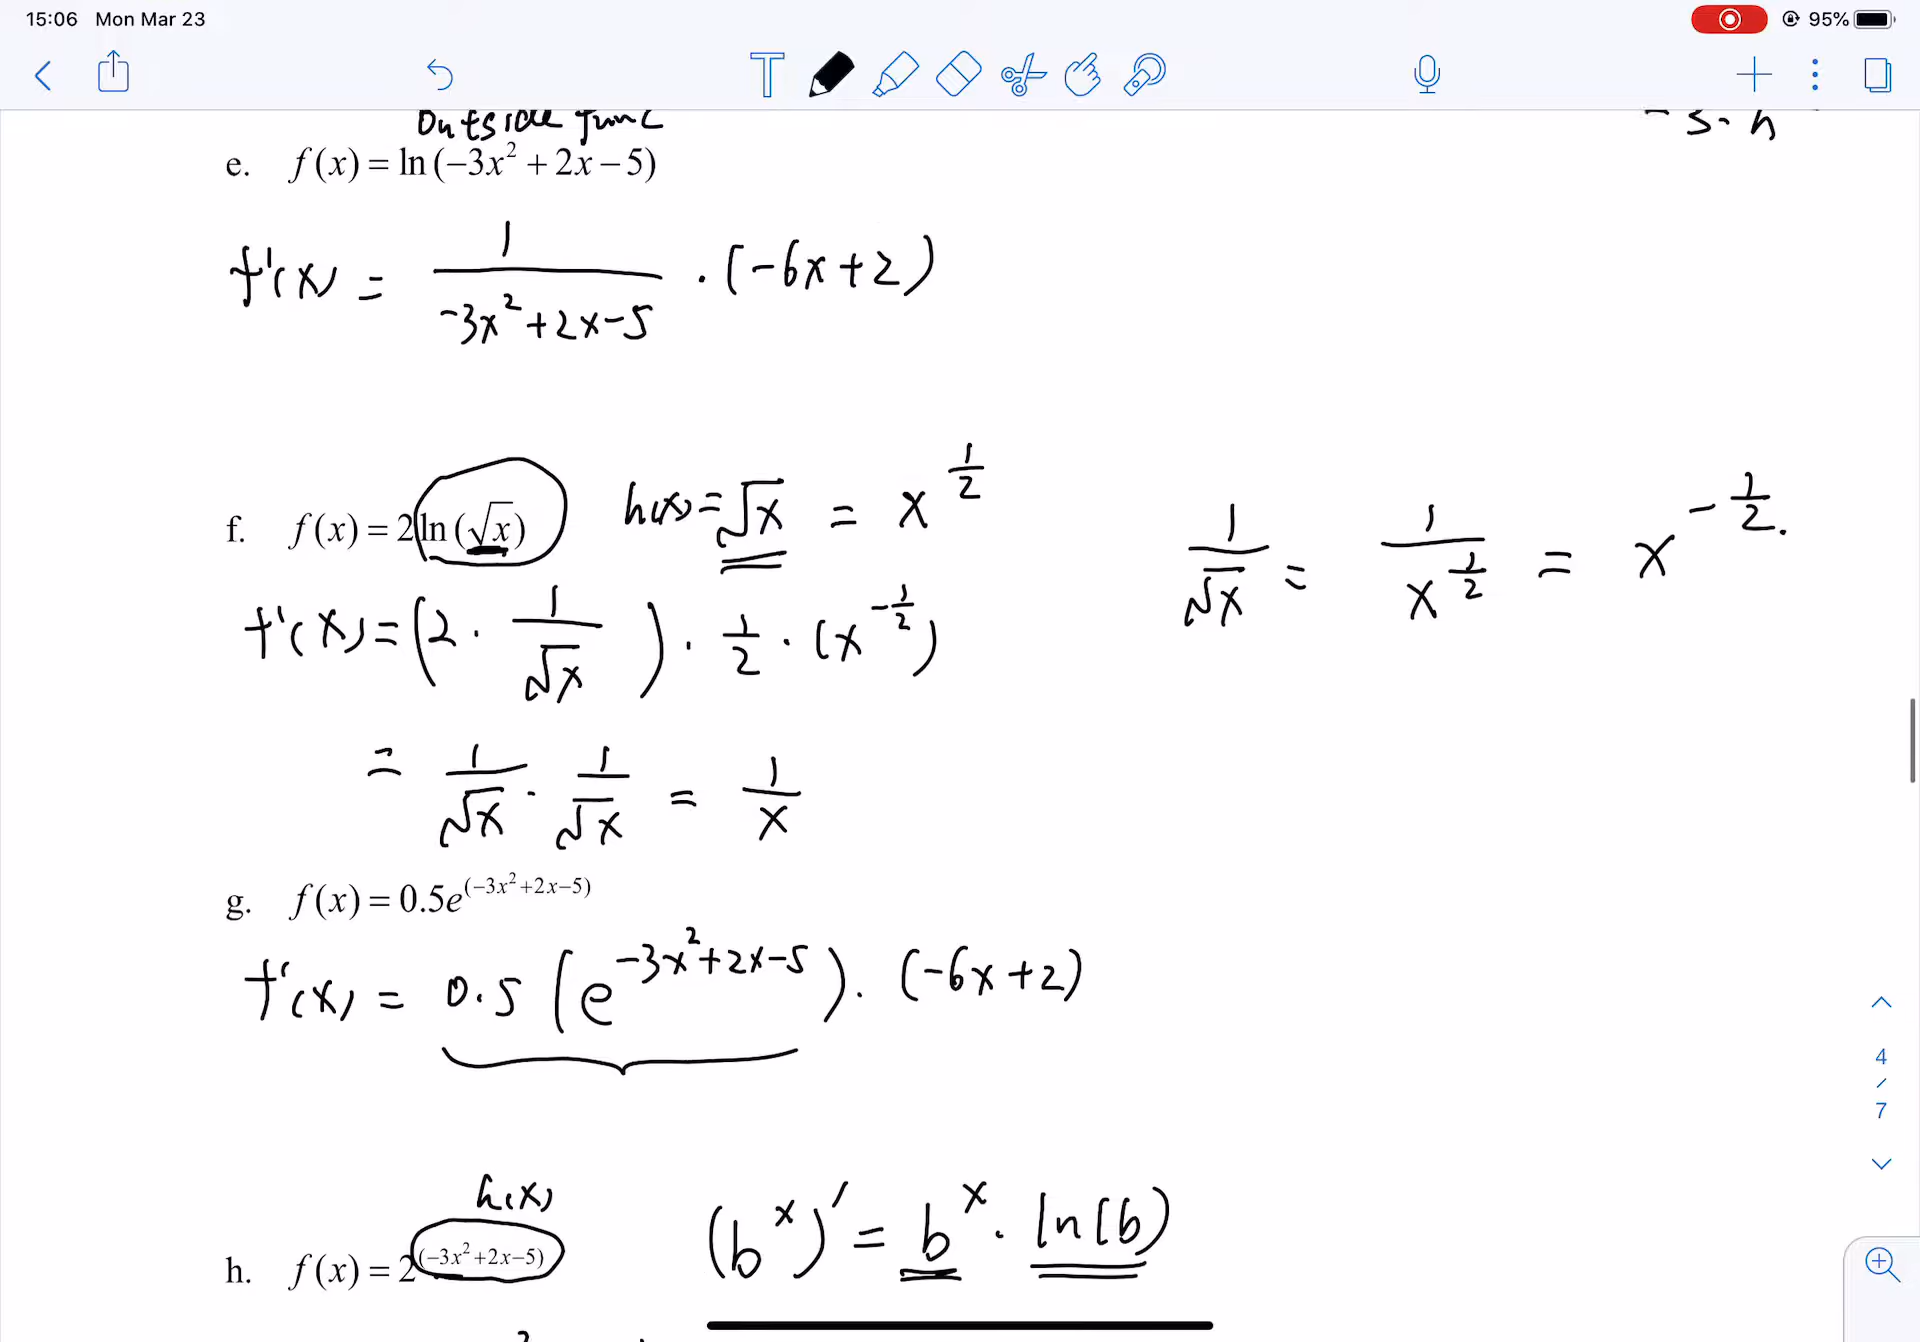 15:06 Mon Mar 23 95%
Outside func
5. h
e. f(x) = ln(−3x² + 2x − 5)
f'(x) = 1/(-3x²+2x-5) · (-6x+2)
f. f(x) = 2ln(√x) h(x) = √x = x^(1/2)
1/√x = 1/x^(1/2) = x^(-1/2).
f'(x) = (2 · 1/√x) · 1/2 · (x^(-1/2))
= 1/√x · 1/√x = 1/x
g. f(x) = 0.5e^(−3x²+2x−5)
f'(x) = 0.5 (e^(-3x²+2x-5)) · (-6x+2)
4
/
7
h(x)
h. f(x) = 2^(−3x²+2x−5) (b^x)' = b^x · ln(b)